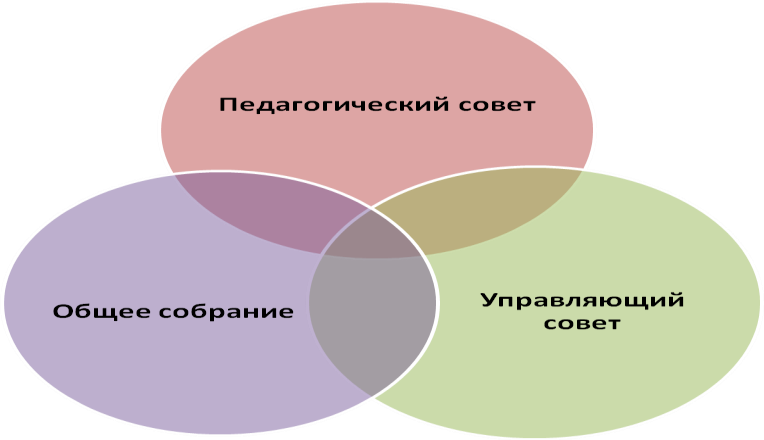 Педагогический совет
Общее собрание
Управляющий
совет